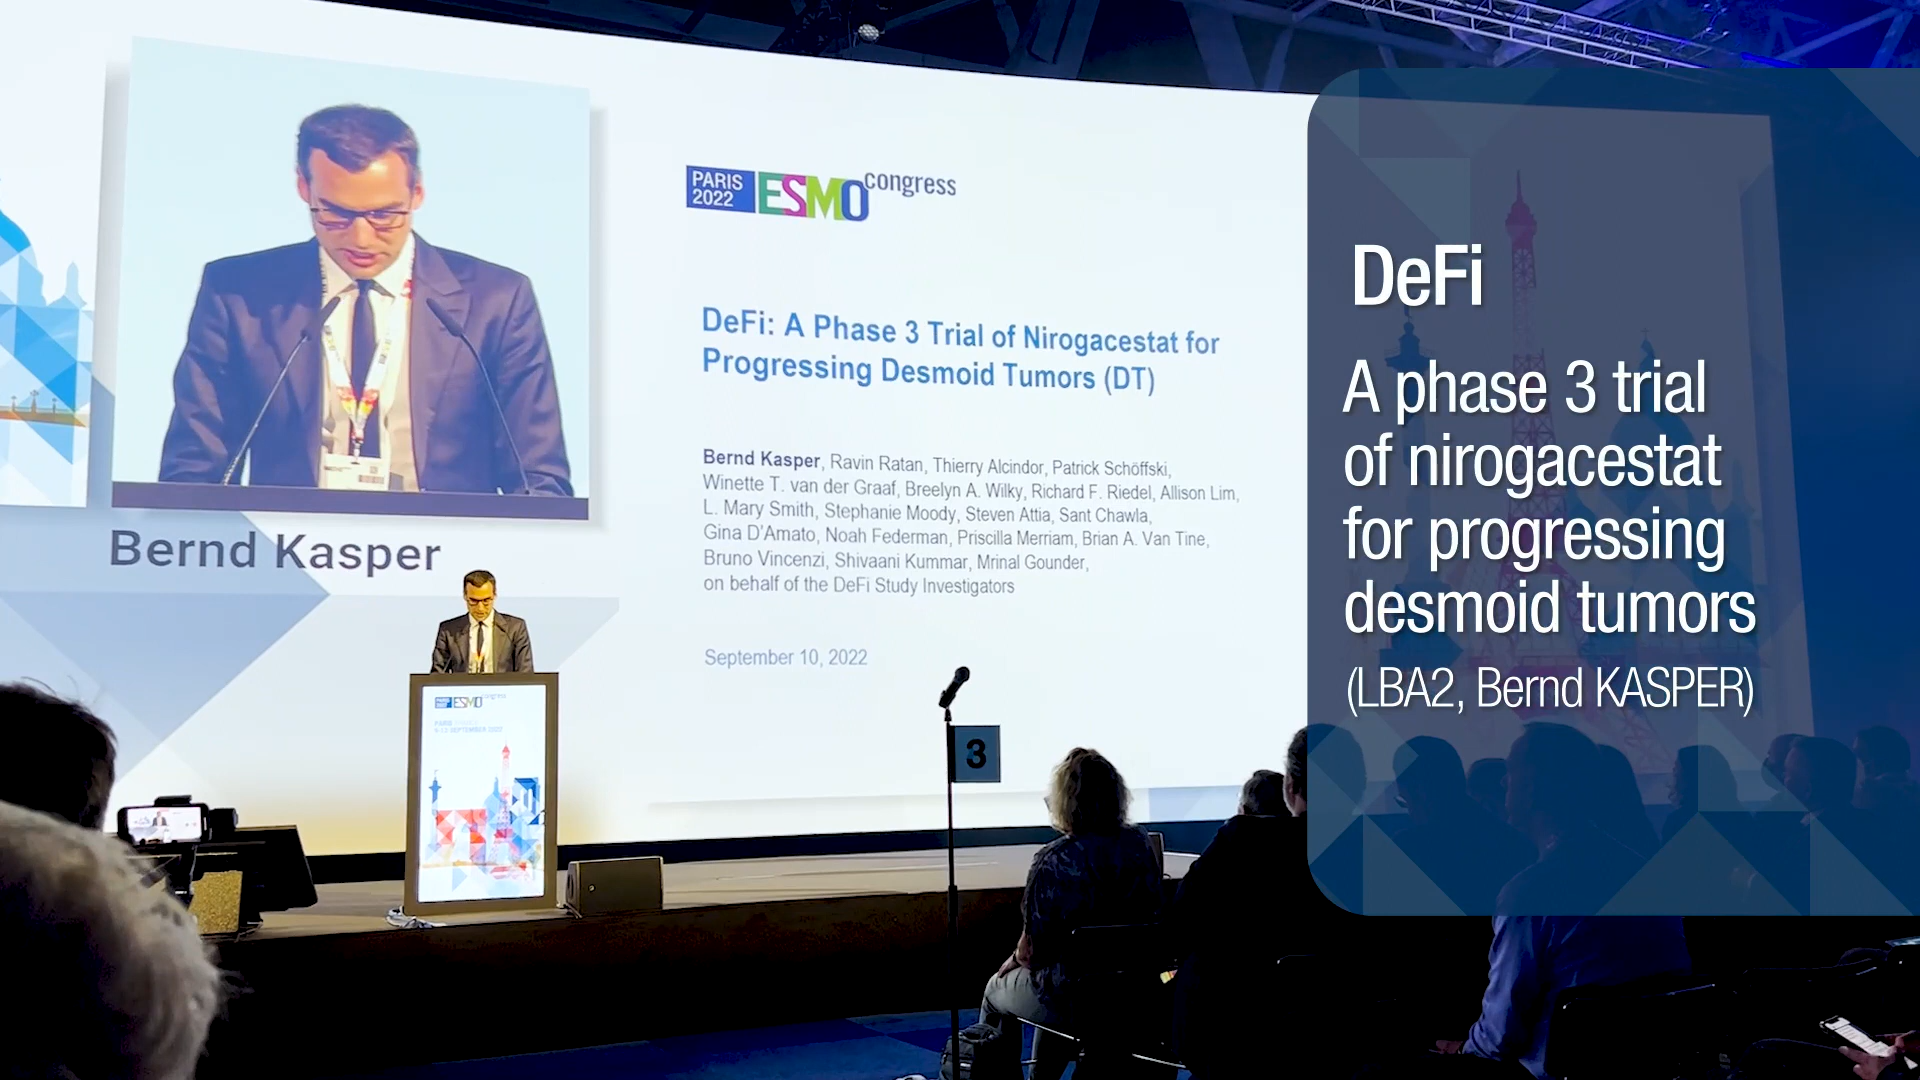 PARIS
2022
ESMO congress
DeFi: A Phase 3 Trial of Nirogacestat for
Progressing Desmoid Tumors (DT)
Bernd Kasper, Ravin Ratan, Thierry Alcindor, Patrick Schöffski,
Winette T. van der Graaf, Breelyn A. Wilky, Richard F. Riedel, Allison Lim,
L. Mary Smith, Stephanie Moody, Steven Attia, Sant Chawla,
Gina D'Amato, Noah Federman, Priscilla Merriam, Brian A. Van Tine,
Bruno Vincenzi, Shivaani Kummar, Mrinal Gounder,
on behalf of the DeFi Study Investigators
September 10, 2022
Bernd Kasper
ESMO congress
3
DeFi
A phase 3 trial
of nirogacestat
for progressing
desmoid tumors
(LBA2, Bernd KASPER)